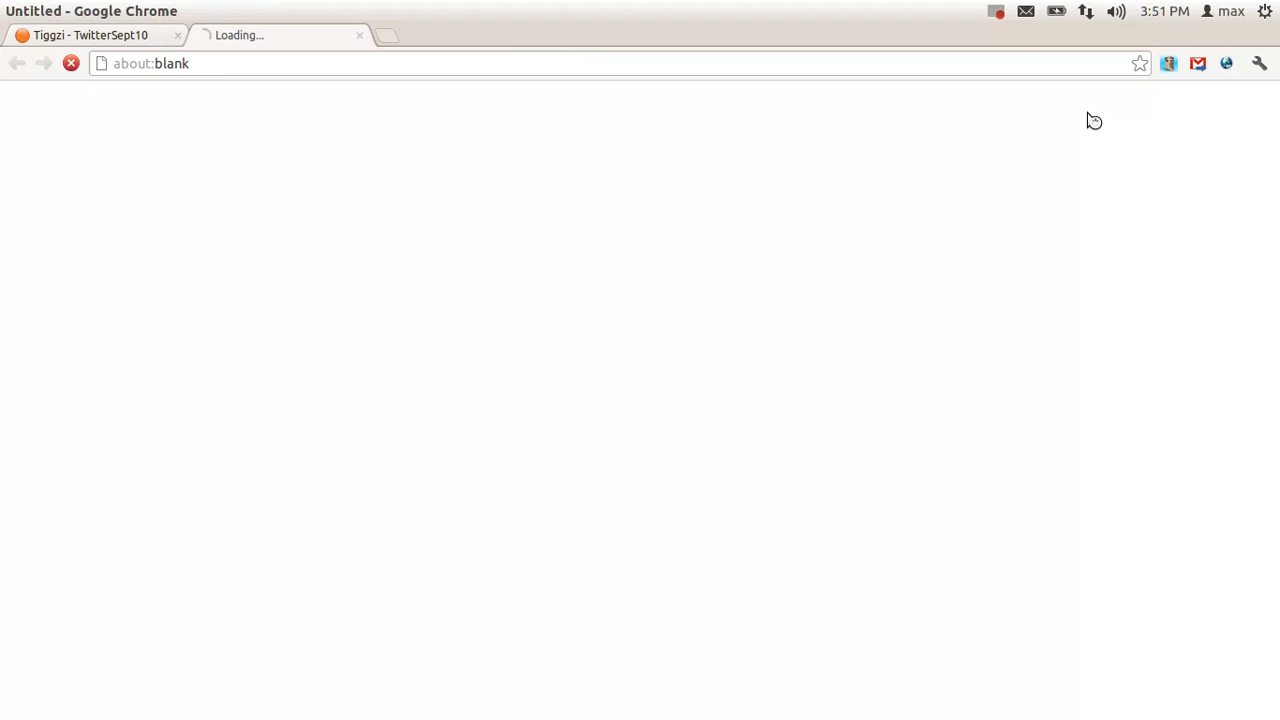 Untitled - Google Chrome
3:51 PM
max
Tiggzi - TwitterSept10
Loading...
about:blank